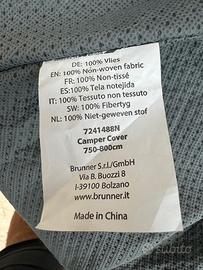 DE: 100% Vlies
EN: 100% Non-woven fabric
FR: 100% Non-tissé
ES:100% Tela notejida
IT: 100% Tessuto non tessuto
SW: 100% Fibertyg
NL: 100% Niet-geweven stof
7241488N
Camper Cover
750-800cm
Brunner S.r.l./GmbH
Via B. Buozzi 8
I-39100 Bolzano
www.brunner.it
Made in China
subito